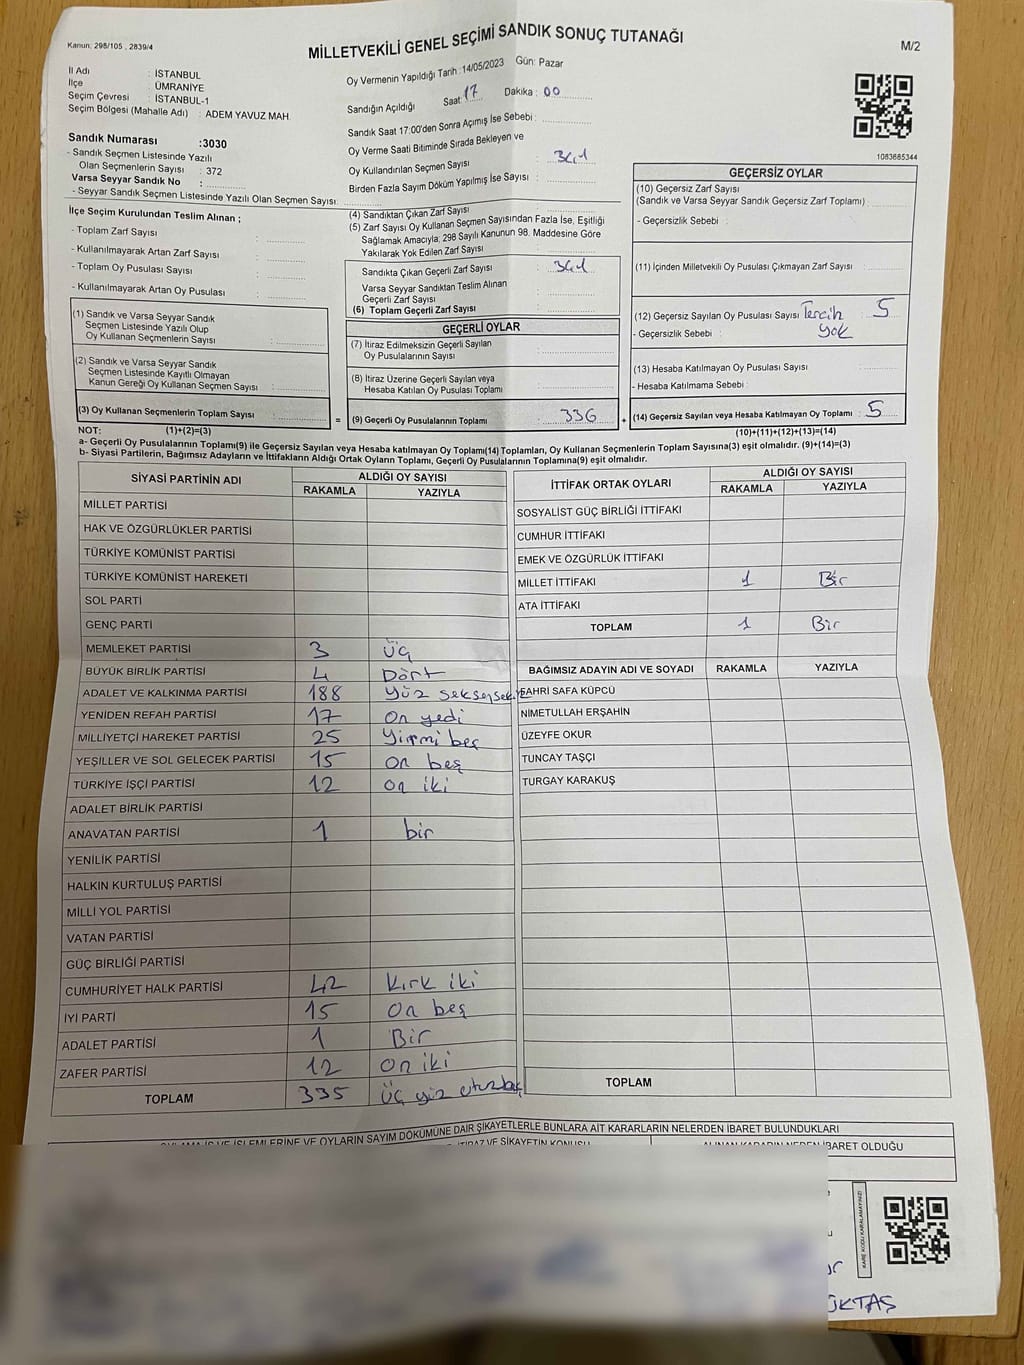 Kanun: 298/105 , 2839/4
MİLLETVEKİLİ GENEL SEÇİMİ SANDIK SONUÇ TUTANAĞI
M/2
İl Adı : İSTANBUL
İlçe : ÜMRANİYE
Seçim Çevresi : İSTANBUL-1
Seçim Bölgesi (Mahalle Adı) : ADEM YAVUZ MAH.
Oy Vermenin Yapıldığı Tarih :14/05/2023 Gün: Pazar
Sandığın Açıldığı Saat: 17 Dakika : 00
Sandık Saat 17:00'den Sonra Açımış İse Sebebi :
Oy Verme Saati Bitiminde Sırada Bekleyen ve
Oy Kullandırılan Seçmen Sayısı : 341
Birden Fazla Sayım Döküm Yapılmış İse Sayısı :
Sandık Numarası :3030
- Sandık Seçmen Listesinde Yazılı
Olan Seçmenlerin Sayısı : 372
Varsa Seyyar Sandık No :
- Seyyar Sandık Seçmen Listesinde Yazılı Olan Seçmen Sayısı:
1083685344
İlçe Seçim Kurulundan Teslim Alınan ;
- Toplam Zarf Sayısı :
- Kullanılmayarak Artan Zarf Sayısı :
- Toplam Oy Pusulası Sayısı :
- Kullanılmayarak Artan Oy Pusulası :
(4) Sandıktan Çıkan Zarf Sayısı :
(5) Zarf Sayısı Oy Kullanan Seçmen Sayısından Fazla İse, Eşitliği
Sağlamak Amacıyla, 298 Sayılı Kanunun 98. Maddesine Göre
Yakılarak Yok Edilen Zarf Sayısı :
Sandıkta Çıkan Geçerli Zarf Sayısı : 341
Varsa Seyyar Sandıktan Teslim Alınan
Geçerli Zarf Sayısı :
(6) Toplam Geçerli Zarf Sayısı :
GEÇERSİZ OYLAR
(10) Geçersiz Zarf Sayısı
(Sandık ve Varsa Seyyar Sandık Geçersiz Zarf Toplamı) :
- Geçersizlik Sebebi :
(11) İçinden Milletvekili Oy Pusulası Çıkmayan Zarf Sayısı :
(12) Geçersiz Sayılan Oy Pusulası Sayısı : Tercih 5
- Geçersizlik Sebebi : yok
(13) Hesaba Katılmayan Oy Pusulası Sayısı :
- Hesaba Katılmama Sebebi :
(14) Geçersiz Sayılan veya Hesaba Katılmayan Oy Toplamı : 5
(10)+(11)+(12)+(13)=(14)
(1) Sandık ve Varsa Seyyar Sandık
Seçmen Listesinde Yazılı Olup
Oy Kullanan Seçmenlerin Sayısı :
(2) Sandık ve Varsa Seyyar Sandık
Seçmen Listesinde Kayıtlı Olmayan
Kanun Gereği Oy Kullanan Seçmen Sayısı :
(3) Oy Kullanan Seçmenlerin Toplam Sayısı :
=
GEÇERLİ OYLAR
(7) İtiraz Edilmeksizin Geçerli Sayılan
Oy Pusulalarının Sayısı :
(8) İtiraz Üzerine Geçerli Sayılan veya
Hesaba Katılan Oy Pusulası Toplamı :
(9) Geçerli Oy Pusulalarının Toplamı : 336
+
NOT: (1)+(2)=(3)
a- Geçerli Oy Pusulalarının Toplamı(9) ile Geçersiz Sayılan veya Hesaba katılmayan Oy Toplamı(14) Toplamları, Oy Kullanan Seçmenlerin Toplam Sayısına(3) eşit olmalıdır. (9)+(14)=(3)
b- Siyasi Partilerin, Bağımsız Adayların ve İttifakların Aldığı Ortak Oyların Toplamı, Geçerli Oy Pusulalarının Toplamına(9) eşit olmalıdır.
SİYASİ PARTİNİN ADI ALDIĞI OY SAYISI
RAKAMLA YAZIYLA
MİLLET PARTİSİ
HAK VE ÖZGÜRLÜKLER PARTİSİ
TÜRKİYE KOMÜNİST PARTİSİ
TÜRKİYE KOMÜNİST HAREKETİ
SOL PARTİ
GENÇ PARTİ
MEMLEKET PARTİSİ 3 üç
BÜYÜK BİRLİK PARTİSİ 4 Dört
ADALET VE KALKINMA PARTİSİ 188 Yüz seksensekiz
YENİDEN REFAH PARTİSİ 17 On yedi
MİLLİYETÇİ HAREKET PARTİSİ 25 Yirmi beş
YEŞİLLER VE SOL GELECEK PARTİSİ 15 On beş
TÜRKİYE İŞÇİ PARTİSİ 12 On iki
ADALET BİRLİK PARTİSİ
ANAVATAN PARTİSİ 1 bir
YENİLİK PARTİSİ
HALKIN KURTULUŞ PARTİSİ
MİLLİ YOL PARTİSİ
VATAN PARTİSİ
GÜÇ BİRLİĞİ PARTİSİ
CUMHURİYET HALK PARTİSİ 42 Kırk iki
İYİ PARTİ 15 On beş
ADALET PARTİSİ 1 Bir
ZAFER PARTİSİ 12 On iki
TOPLAM 335 üç yüz otuzbeş
İTTİFAK ORTAK OYLARI ALDIĞI OY SAYISI
RAKAMLA YAZIYLA
SOSYALİST GÜÇ BİRLİĞİ İTTİFAKI
CUMHUR İTTİFAKI
EMEK VE ÖZGÜRLÜK İTTİFAKI
MİLLET İTTİFAKI 1 Bir
ATA İTTİFAKI
TOPLAM 1 Bir
BAĞIMSIZ ADAYIN ADI VE SOYADI RAKAMLA YAZIYLA
FAHRİ SAFA KÜPCÜ
NİMETULLAH ERŞAHİN
ÜZEYFE OKUR
TUNCAY TAŞÇI
TURGAY KARAKUŞ
TOPLAM
OYLAMA İŞ VE İŞLEMLERİNE VE OYLARIN SAYIM DÖKÜMÜNE DAİR ŞİKAYETLERLE BUNLARA AİT KARARLARIN NELERDEN İBARET BULUNDUKLARI
İTİRAZ VE ŞİKAYETİN KONUSU ALINAN KARARIN NEDEN İBARET OLDUĞU
KARE KODU KARALAMAYINIZ!